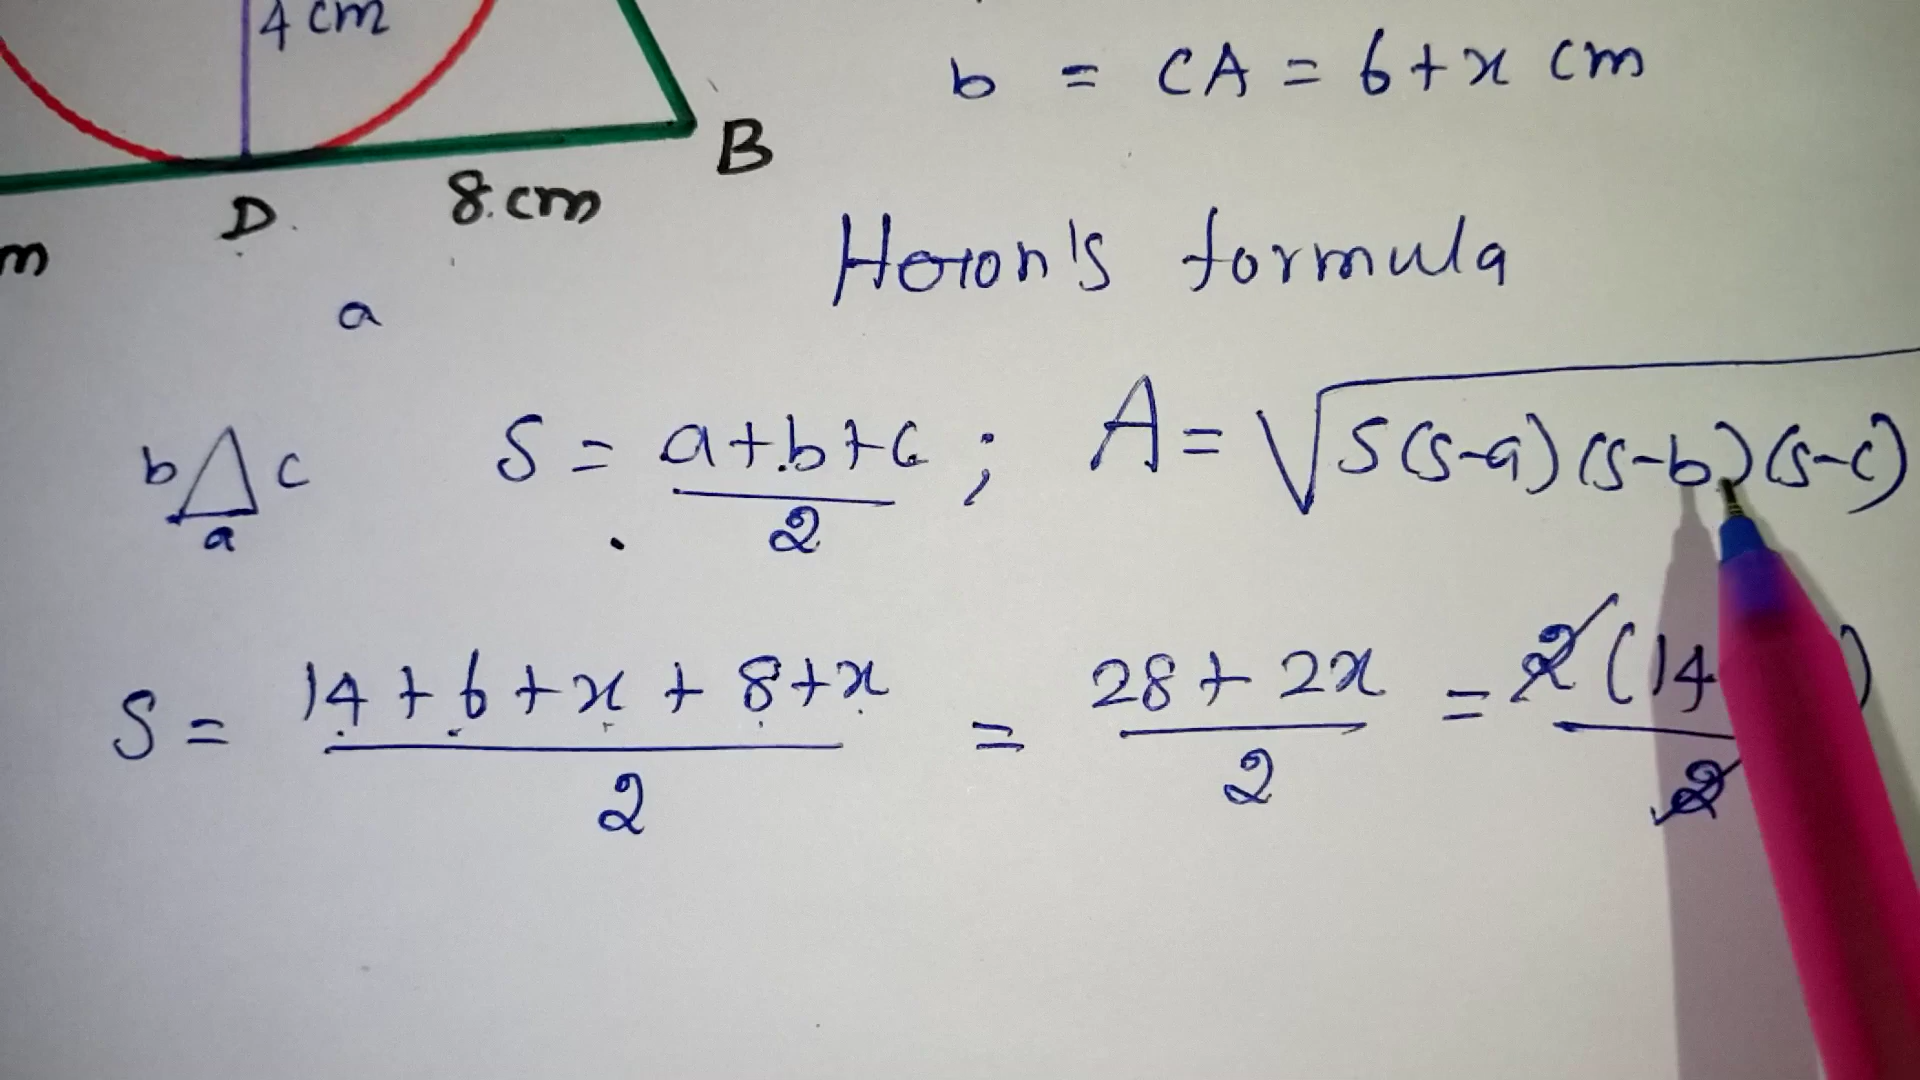 4 cm
b = CA = 6+x cm
B
D
8.cm
m
Heron's formula
a
b c
a
S = a+b+c / 2 ; A = √S(S-a)(S-b)(S-c)
S = 14 + 6 + x + 8 + x / 2 = 28 + 2x / 2 = 2(14 ) / 2